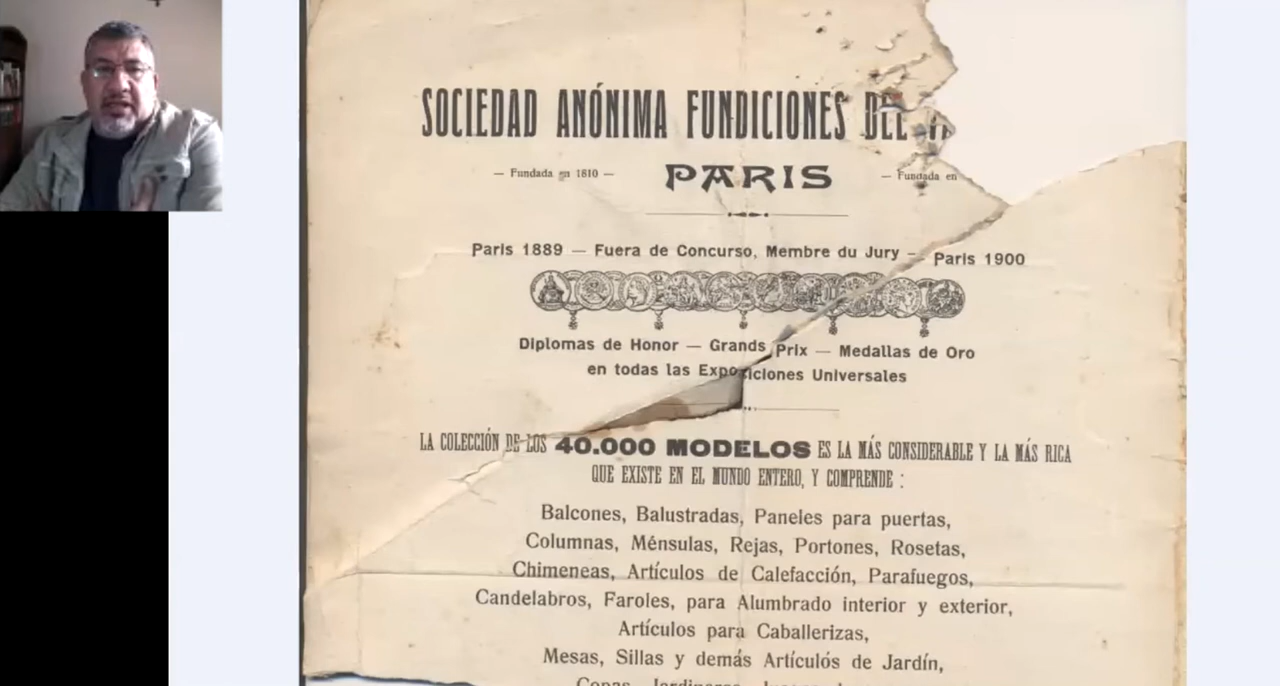 SOCIEDAD ANÓNIMA FUNDICIONES DEL
— Fundada en 1810 — PARIS — Fundada en
Paris 1889 — Fuera de Concurso, Membre du Jury — Paris 1900
Diplomas de Honor — Grands Prix — Medallas de Oro
en todas las Exposiciones Universales
LA COLECCIÓN DE LOS 40.000 MODELOS ES LA MÁS CONSIDERABLE Y LA MÁS RICA
QUE EXISTE EN EL MUNDO ENTERO, Y COMPRENDE :
Balcones, Balustradas, Paneles para puertas,
Columnas, Ménsulas, Rejas, Portones, Rosetas,
Chimeneas, Artículos de Calefacción, Parafuegos,
Candelabros, Faroles, para Alumbrado interior y exterior,
Artículos para Caballerizas,
Mesas, Sillas y demás Artículos de Jardín,
Copas, Jardineras,